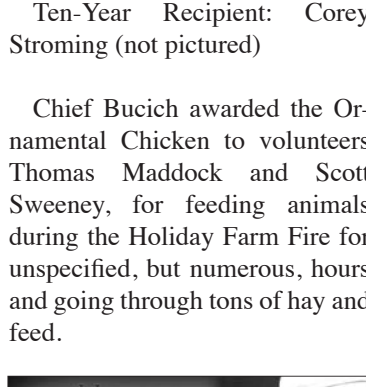 Ten-Year Recipient: Corey
Stroming (not pictured)
Chief Bucich awarded the Or-
namental Chicken to volunteers
Thomas Maddock and Scott
Sweeney, for feeding animals
during the Holiday Farm Fire for
unspecified, but numerous, hours
and going through tons of hay and
feed.